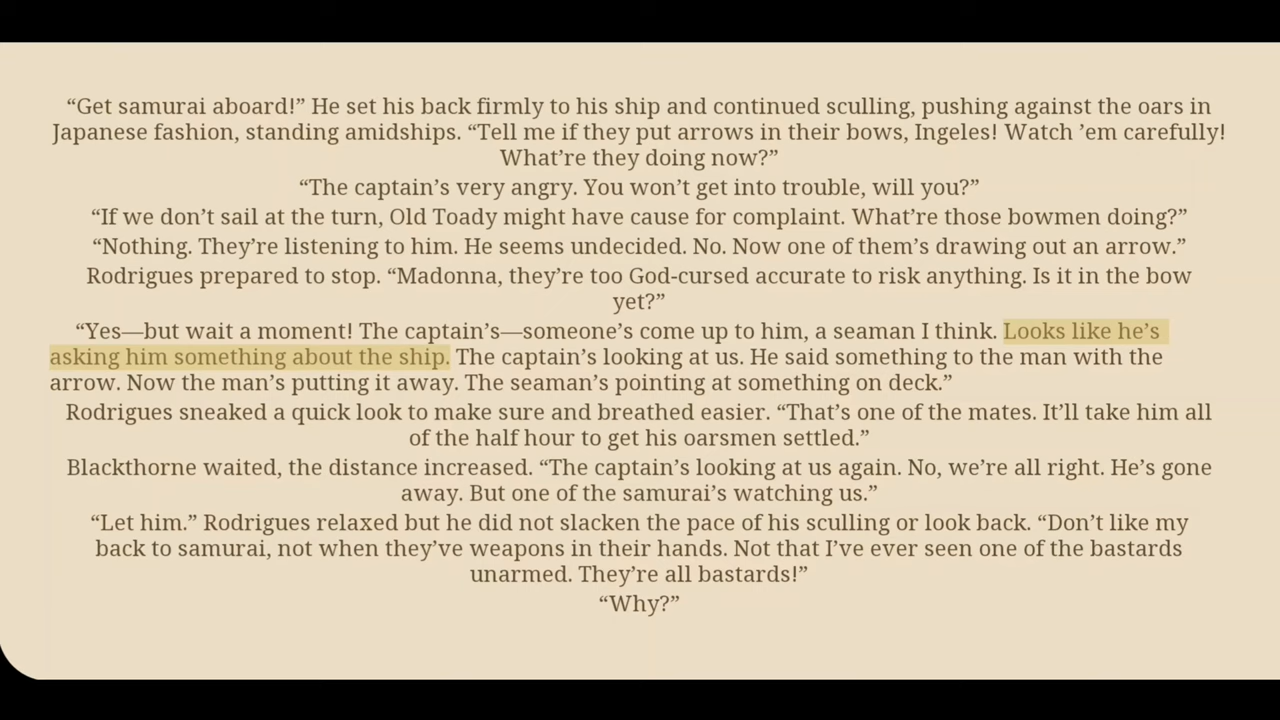 “Get samurai aboard!” He set his back firmly to his ship and continued sculling, pushing against the oars in
Japanese fashion, standing amidships. “Tell me if they put arrows in their bows, Ingeles! Watch ’em carefully!
What’re they doing now?”
“The captain’s very angry. You won’t get into trouble, will you?”
“If we don’t sail at the turn, Old Toady might have cause for complaint. What’re those bowmen doing?”
“Nothing. They’re listening to him. He seems undecided. No. Now one of them’s drawing out an arrow.”
Rodrigues prepared to stop. “Madonna, they’re too God-cursed accurate to risk anything. Is it in the bow
yet?”
“Yes—but wait a moment! The captain’s—someone’s come up to him, a seaman I think. Looks like he’s
asking him something about the ship. The captain’s looking at us. He said something to the man with the
arrow. Now the man’s putting it away. The seaman’s pointing at something on deck.”
Rodrigues sneaked a quick look to make sure and breathed easier. “That’s one of the mates. It’ll take him all
of the half hour to get his oarsmen settled.”
Blackthorne waited, the distance increased. “The captain’s looking at us again. No, we’re all right. He’s gone
away. But one of the samurai’s watching us.”
“Let him.” Rodrigues relaxed but he did not slacken the pace of his sculling or look back. “Don’t like my
back to samurai, not when they’ve weapons in their hands. Not that I’ve ever seen one of the bastards
unarmed. They’re all bastards!”
“Why?”